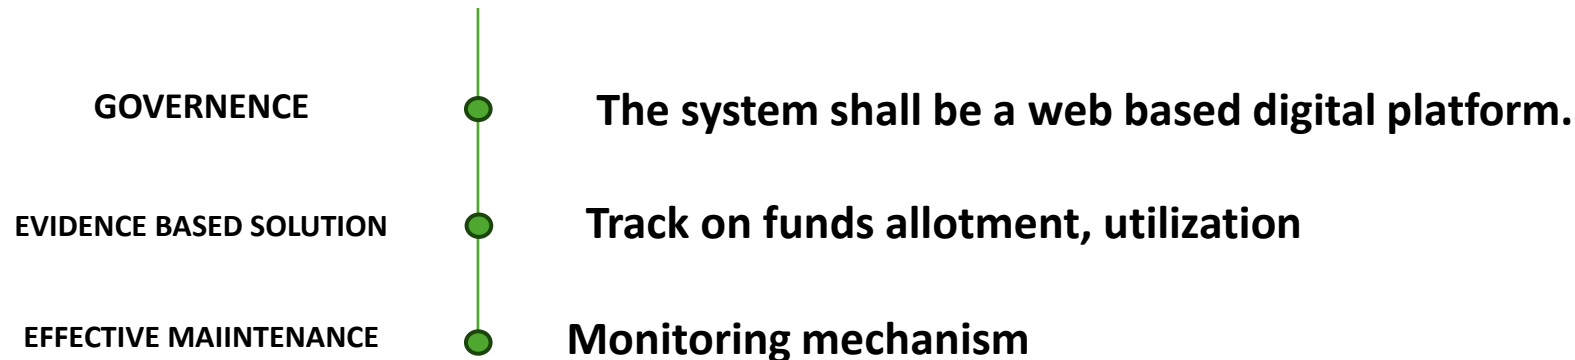 GOVERNENCE
The system shall be a web based digital platform.
EVIDENCE BASED SOLUTION
Track on funds allotment, utilization
EFFECTIVE MAIINTENANCE
Monitoring mechanism